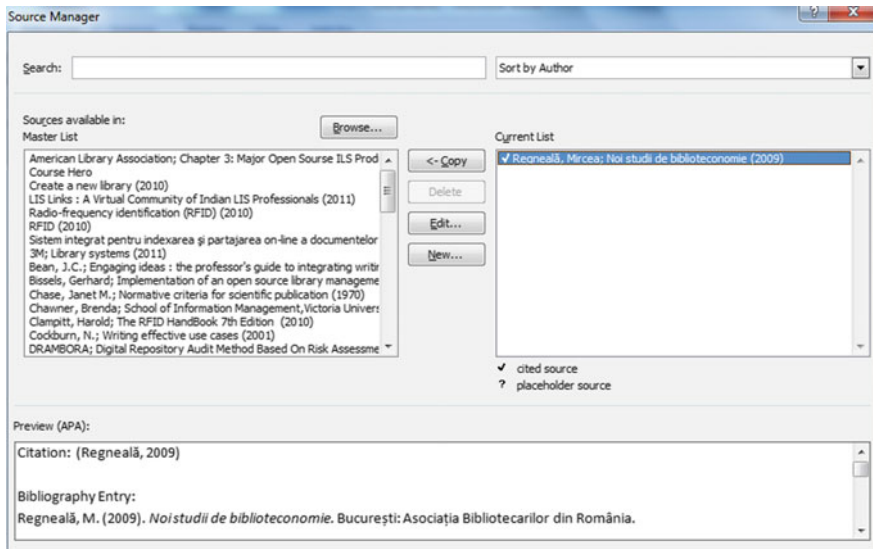 Source Manager
Search:
Sort by Author
Sources available in:
Master List
Browse...
Current List
American Library Association; Chapter 3: Major Open Sourse ILS Prod
Course Hero
Create a new library (2010)
LIS Links : A Virtual Community of Indian LIS Professionals (2011)
Radio-frequency identification (RFID) (2010)
RFID (2010)
Sistem integrat pentru indexarea şi partajarea on-line a documentelor
3M; Library systems (2011)
Bean, J.C.; Engaging ideas : the professor's guide to integrating writin
Bissels, Gerhard; Implementation of an open source library manageme
Chase, Janet M.; Normative criteria for scientific publication (1970)
Chawner, Brenda; School of Information Management,Victoria Univers
Clampitt, Harold; The RFID HandBook 7th Edition (2010)
Cockburn, N.; Writing effective use cases (2001)
DRAMBORA; Digital Repository Audit Method Based On Risk Assessme
<- Copy
Delete
Edit...
New...
✓ Regneală, Mircea; Noi studii de biblioteconomie (2009)
✓ cited source
? placeholder source
Preview (APA):
Citation: (Regneală, 2009)
Bibliography Entry:
Regneală, M. (2009). Noi studii de biblioteconomie. Bucureşti: Asociaţia Bibliotecarilor din România.